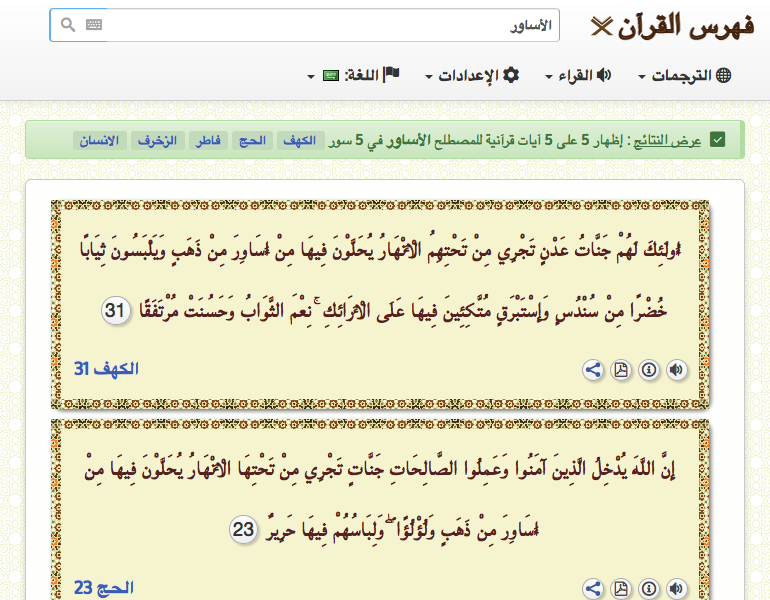 فهرس القرآن
الأساور
الترجمات القراء الإعدادات اللغة:
عرض النتائج : إظهار 5 على 5 آيات قرآنية للمصطلح الأساور في 5 سور الكهف الحج فاطر الزخرف الانسان
أُولَئِكَ لَهُمْ جَنَّاتُ عَدْنٍ تَجْرِي مِنْ تَحْتِهِمُ الْأَنْهَارُ يُحَلَّوْنَ فِيهَا مِنْ أَسَاوِرَ مِنْ ذَهَبٍ وَيَلْبَسُونَ ثِيَابًا
خُضْرًا مِنْ سُنْدُسٍ وَإِسْتَبْرَقٍ مُتَّكِئِينَ فِيهَا عَلَى الْأَرَائِكِ ۚ نِعْمَ الثَّوَابُ وَحَسُنَتْ مُرْتَفَقًا 31
الكهف 31
إِنَّ اللَّهَ يُدْخِلُ الَّذِينَ آمَنُوا وَعَمِلُوا الصَّالِحَاتِ جَنَّاتٍ تَجْرِي مِنْ تَحْتِهَا الْأَنْهَارُ يُحَلَّوْنَ فِيهَا مِنْ
أَسَاوِرَ مِنْ ذَهَبٍ وَلُؤْلُؤًا ۖ وَلِبَاسُهُمْ فِيهَا حَرِيرٌ 23
الحج 23